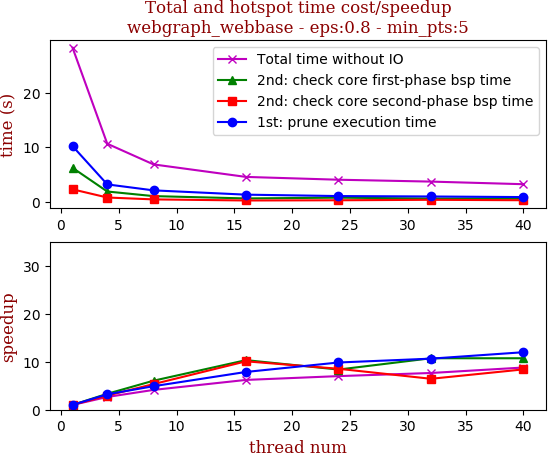 Total and hotspot time cost/speedup
webgraph_webbase - eps:0.8 - min_pts:5
time (s)
20
10
0
Total time without IO
2nd: check core first-phase bsp time
2nd: check core second-phase bsp time
1st: prune execution time
0 5 10 15 20 25 30 35 40
speedup
30
20
10
0
0 5 10 15 20 25 30 35 40
thread num